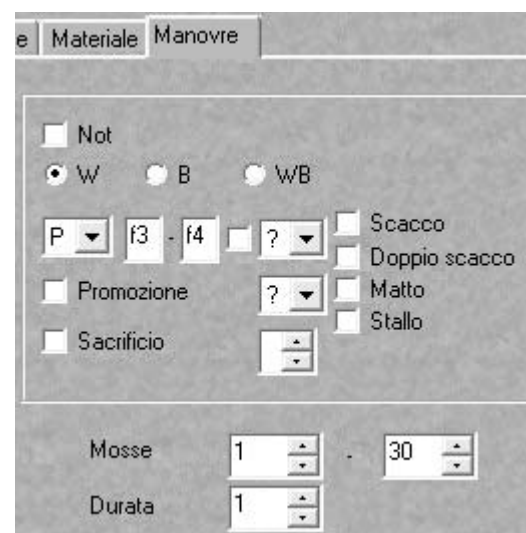 e Materiale Manovre
Not
W B WB
P f3 - f4 ? Scacco
Doppio scacco
Promozione ? Matto
Stallo
Sacrificio
Mosse 1 - 30
Durata 1